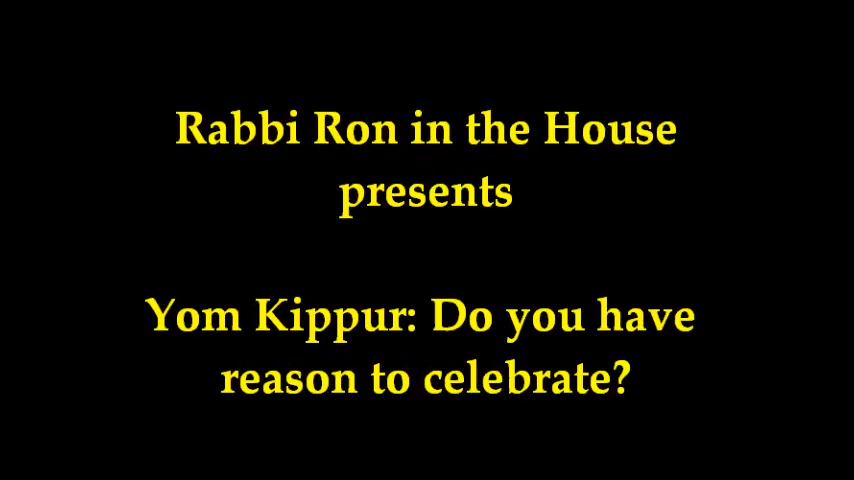 Rabbi Ron in the House
presents
Yom Kippur: Do you have
reason to celebrate?